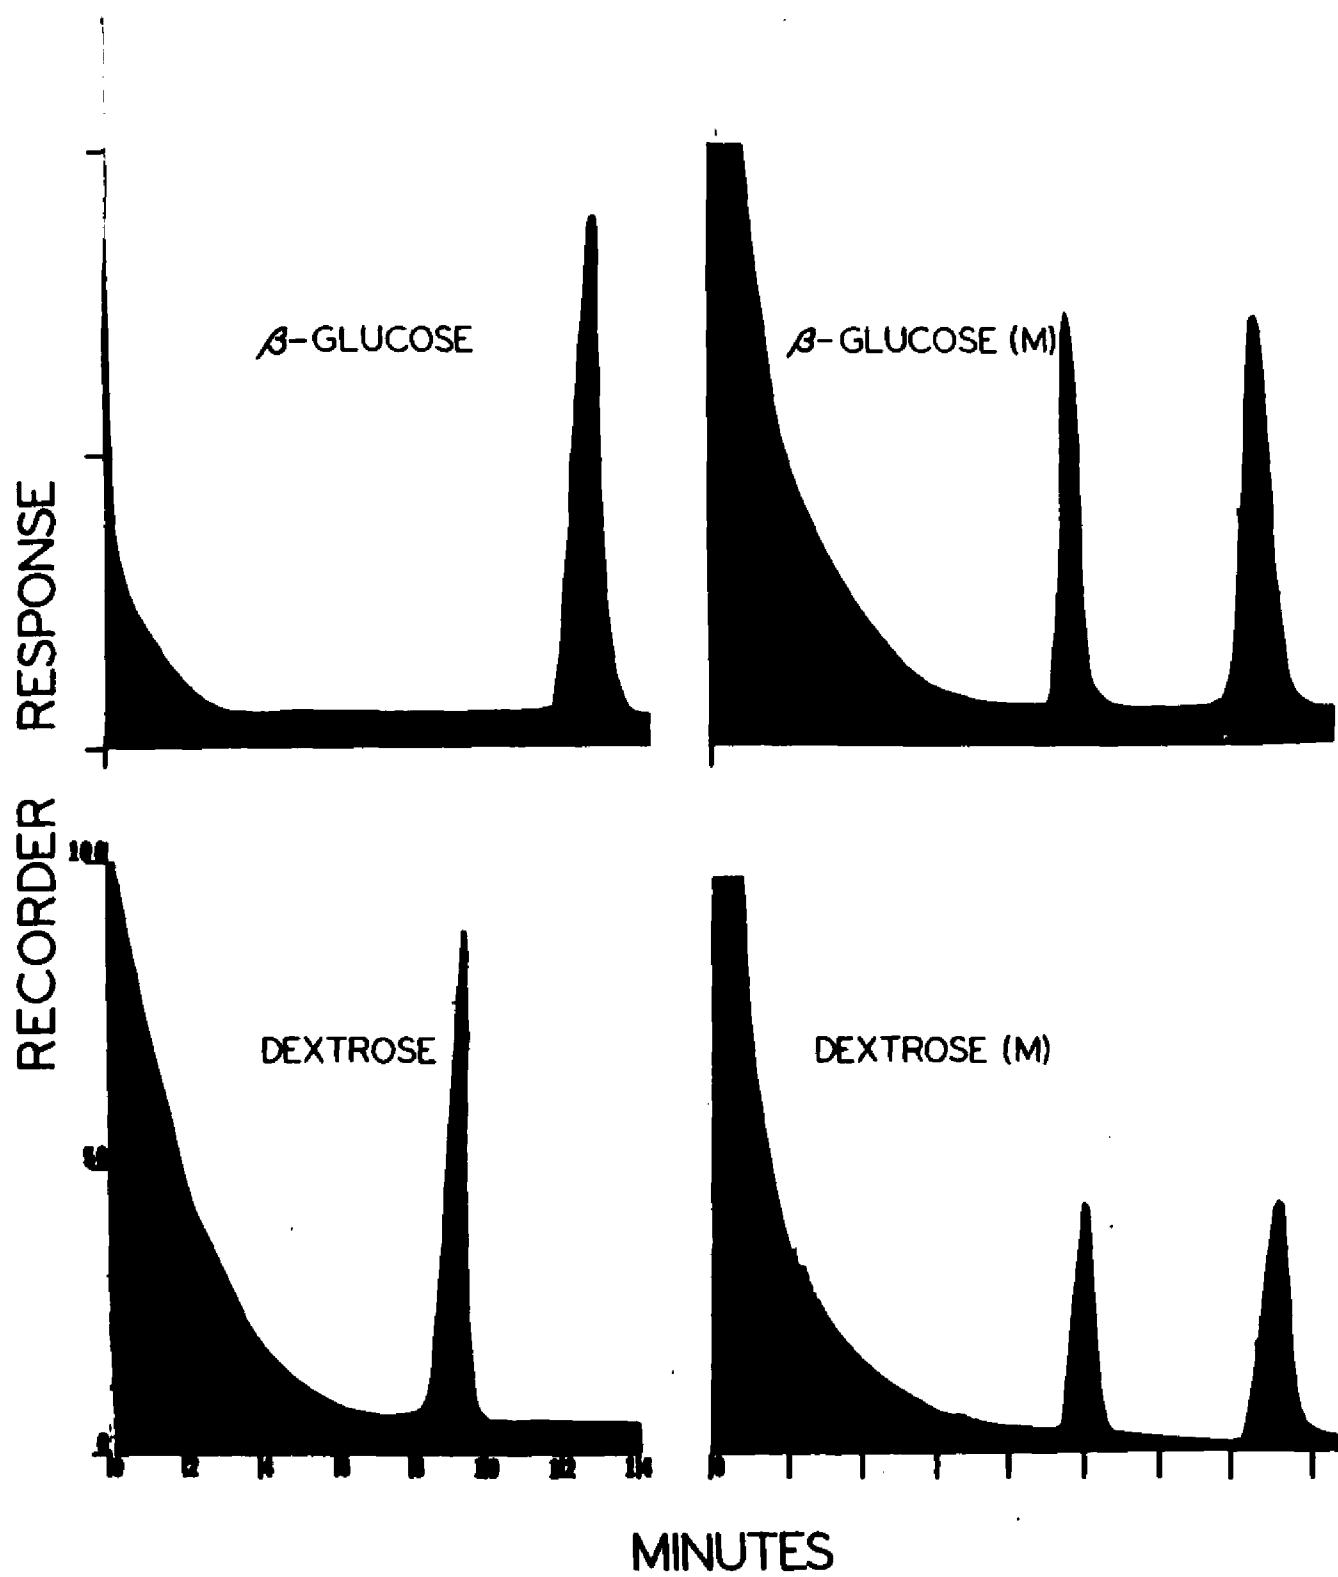 β-GLUCOSE
β-GLUCOSE (M)
RECORDER RESPONSE
DEXTROSE
DEXTROSE (M)
MINUTES